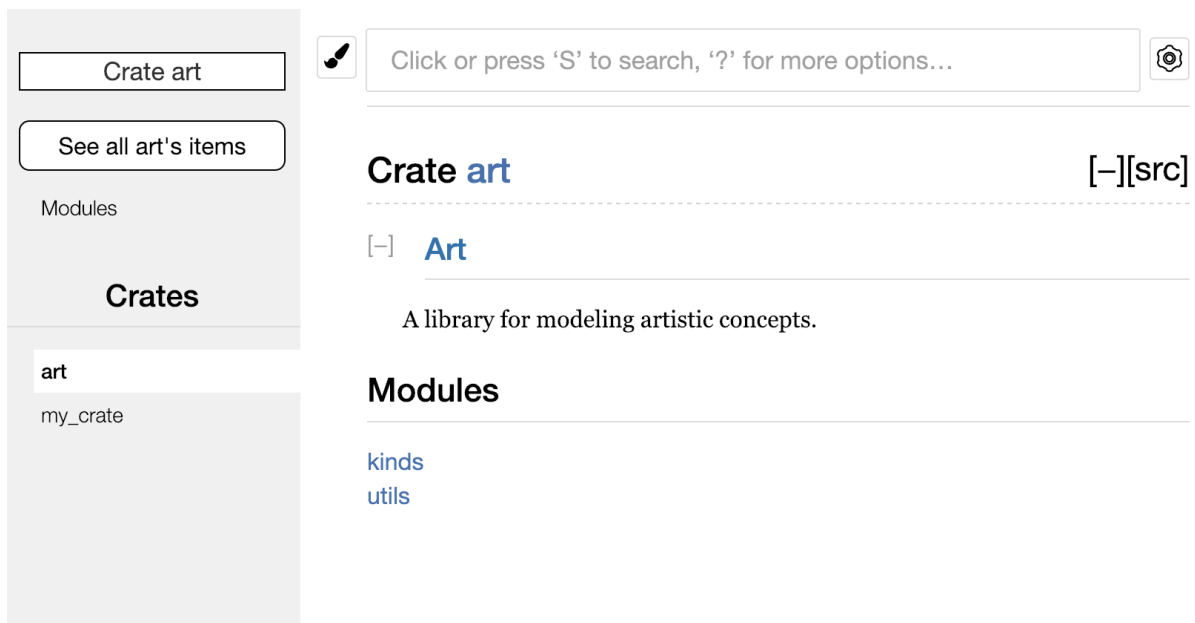 Crate art
See all art's items
Modules
Crates
art
my_crate
Click or press ‘S’ to search, ‘?’ for more options…
Crate art [−][src]
[−] Art
A library for modeling artistic concepts.
Modules
kinds
utils